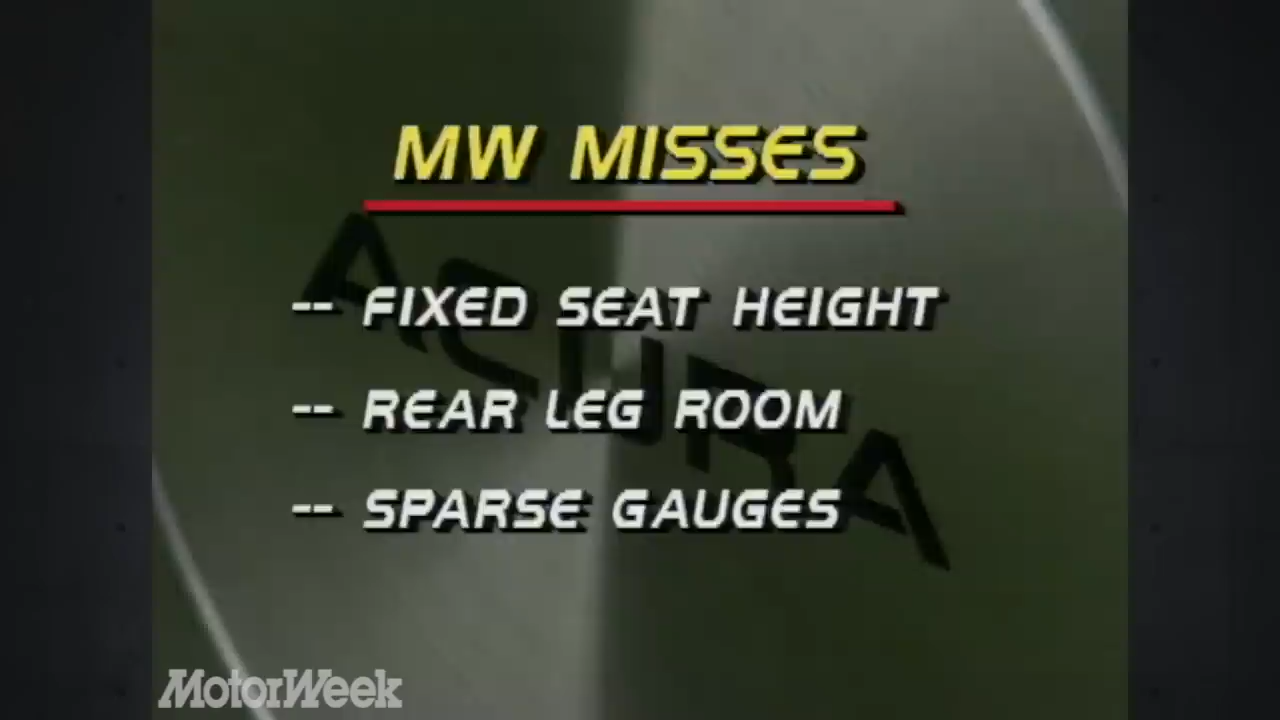 MW MISSES
ACURA
-- FIXED SEAT HEIGHT
-- REAR LEG ROOM
-- SPARSE GAUGES
MotorWeek